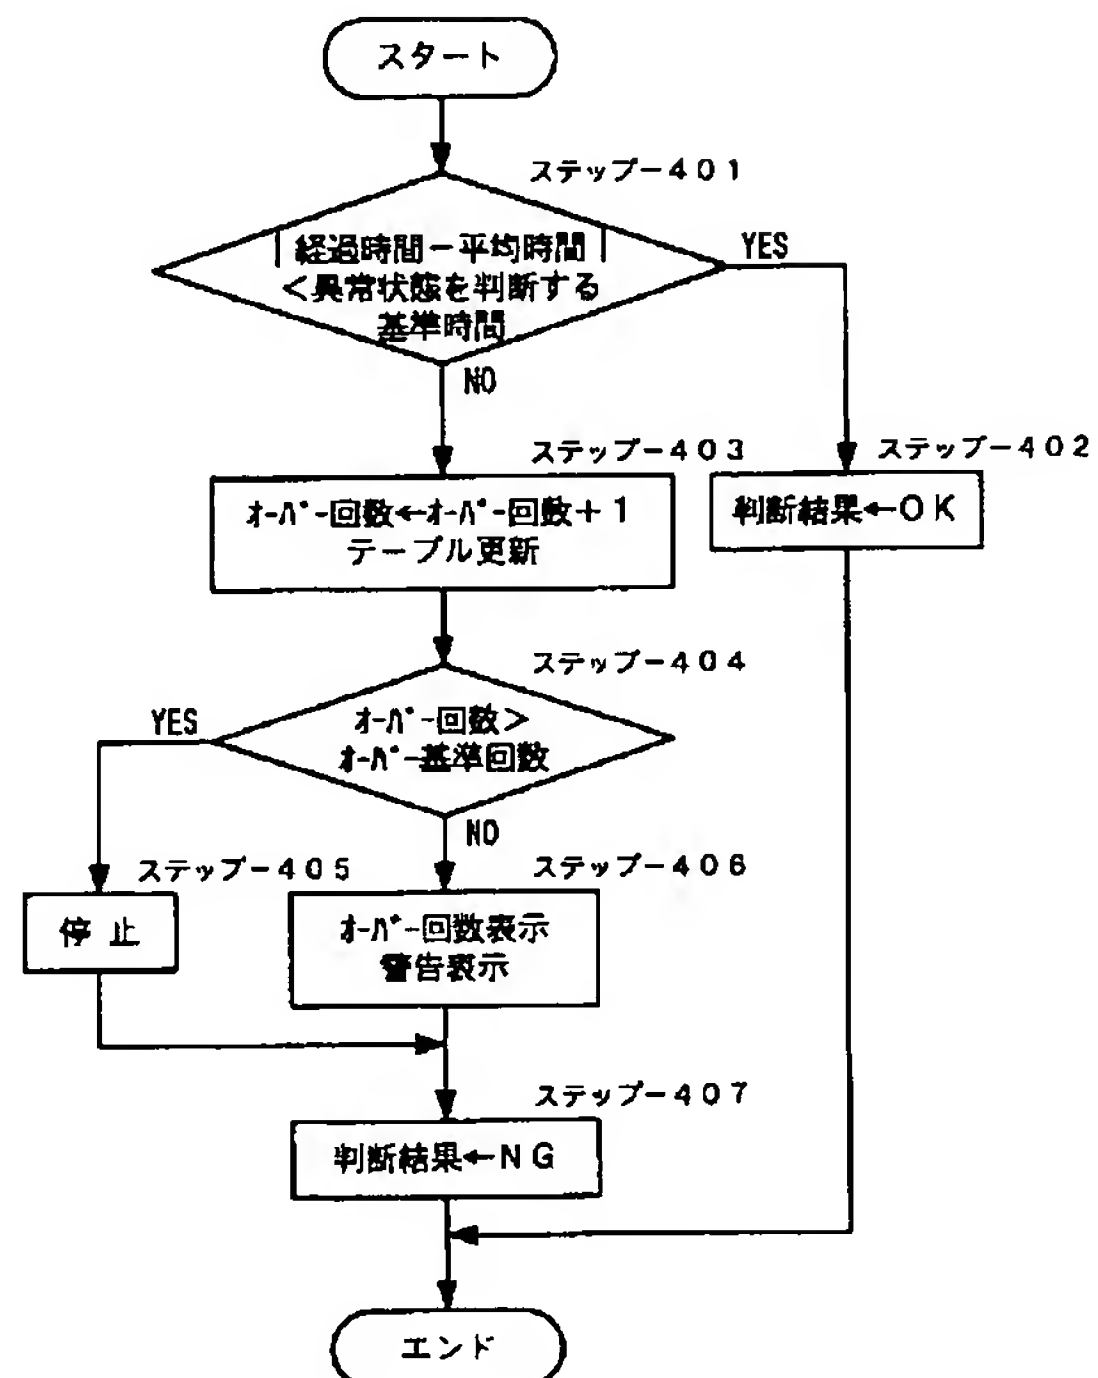 スタート
ステップ－４０１
｜経過時間－平均時間｜
＜異常状態を判断する
基準時間
YES
NO
ステップ－４０３
ｵｰﾊﾞｰ回数←ｵｰﾊﾞｰ回数＋１
テーブル更新
ステップ－４０２
判断結果←ＯＫ
ステップ－４０４
ｵｰﾊﾞｰ回数＞
ｵｰﾊﾞｰ基準回数
YES
NO
ステップ－４０５
停 止
ステップ－４０６
ｵｰﾊﾞｰ回数表示
警告表示
ステップ－４０７
判断結果←ＮＧ
エンド